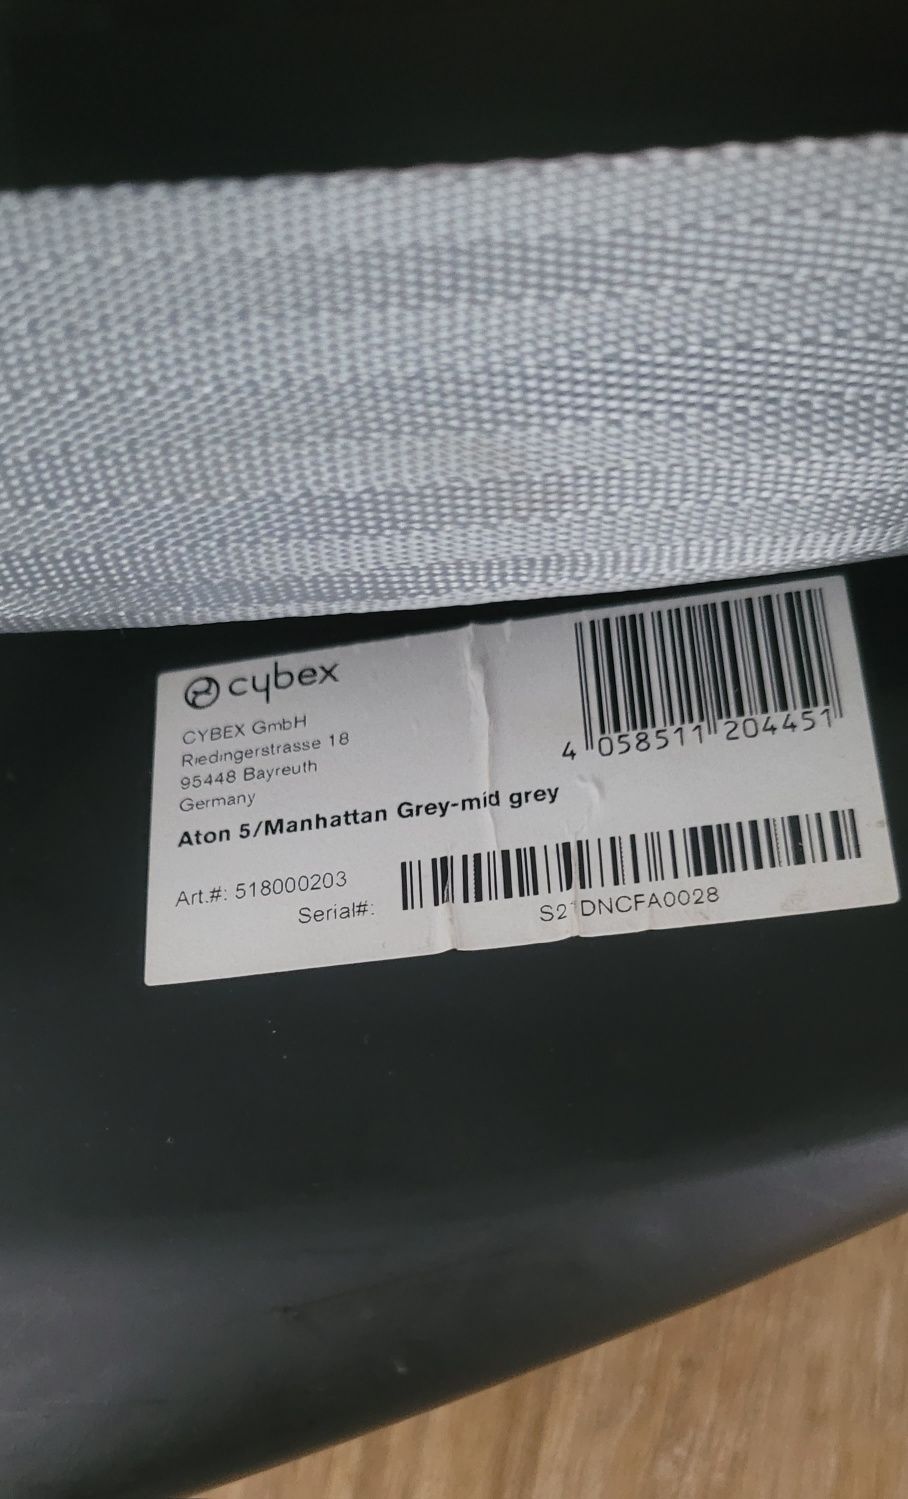 cybex
CYBEX GmbH
Riedingerstrasse 18
95448 Bayreuth
Germany
4 058511 204451
Aton 5/Manhattan Grey-mid grey
Art.#: 518000203
Serial#: